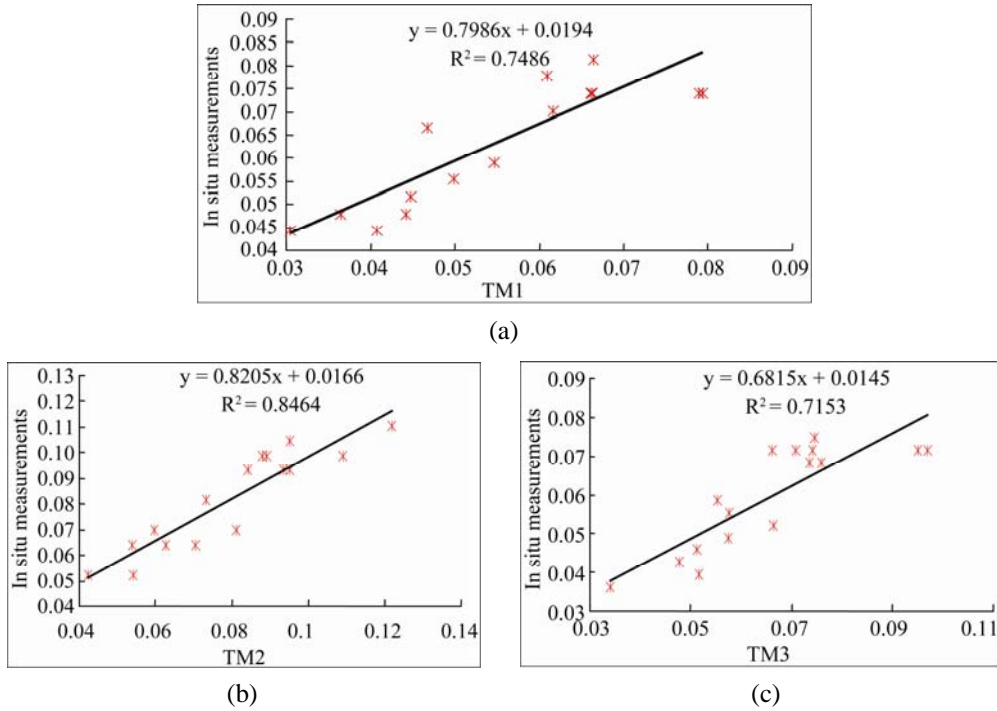 y = 0.7986x + 0.0194
R² = 0.7486
In situ measurements
0.09
0.085
0.08
0.075
0.07
0.065
0.06
0.055
0.05
0.045
0.04
0.03 0.04 0.05 0.06 0.07 0.08 0.09
TM1
(a)
y = 0.8205x + 0.0166
R² = 0.8464
In situ measurements
0.13
0.12
0.11
0.10
0.09
0.08
0.07
0.06
0.05
0.04
0.04 0.06 0.08 0.1 0.12 0.14
TM2
(b)
y = 0.6815x + 0.0145
R² = 0.7153
In situ measurements
0.09
0.08
0.07
0.06
0.05
0.04
0.03
0.03 0.05 0.07 0.09 0.11
TM3
(c)